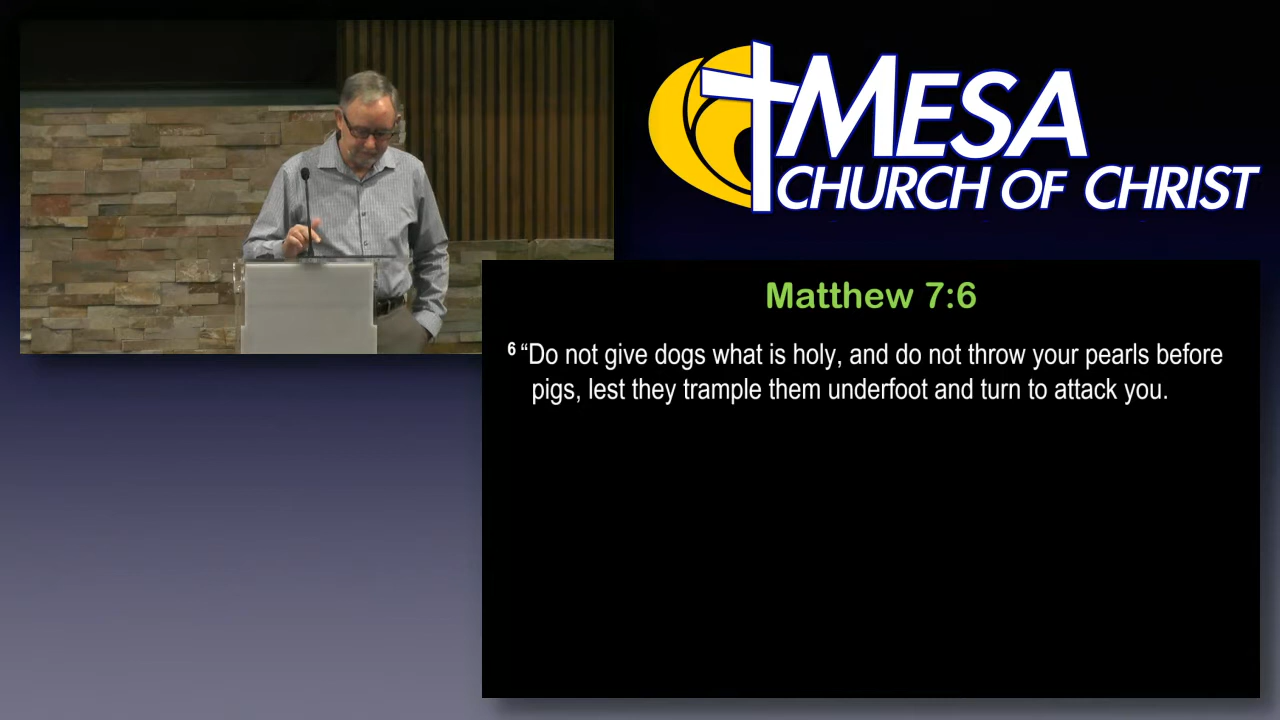 MESA
CHURCH OF CHRIST
Matthew 7:6
6 “Do not give dogs what is holy, and do not throw your pearls before
pigs, lest they trample them underfoot and turn to attack you.